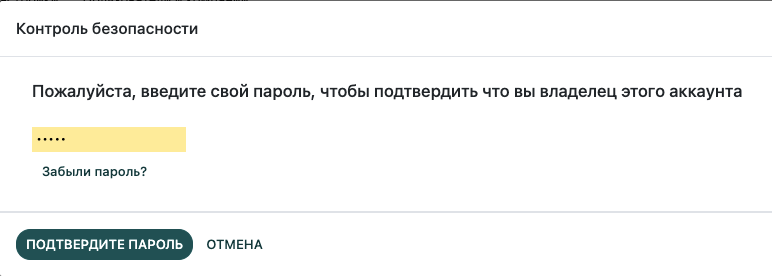 Контроль безопасности
Пожалуйста, введите свой пароль, чтобы подтвердить что вы владелец этого аккаунта
•••••
Забыли пароль?
ПОДТВЕРДИТЕ ПАРОЛЬ ОТМЕНА